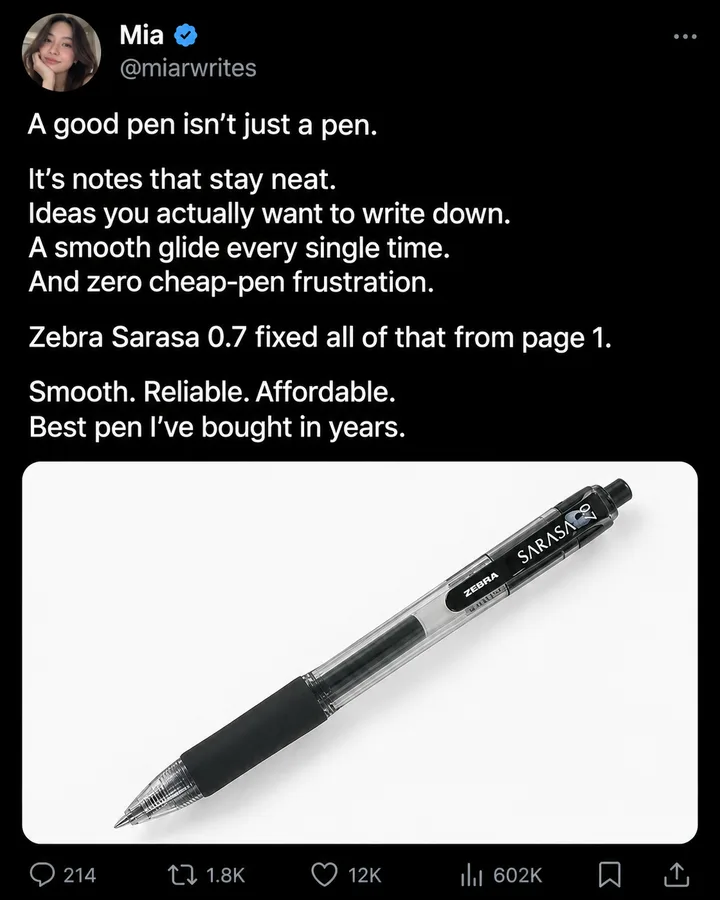 Mia
@miarwrites
A good pen isn’t just a pen.
It’s notes that stay neat.
Ideas you actually want to write down.
A smooth glide every single time.
And zero cheap-pen frustration.
Zebra Sarasa 0.7 fixed all of that from page 1.
Smooth. Reliable. Affordable.
Best pen I’ve bought in years.
SARASA 0.7
ZEBRA
214
1.8K
12K
602K